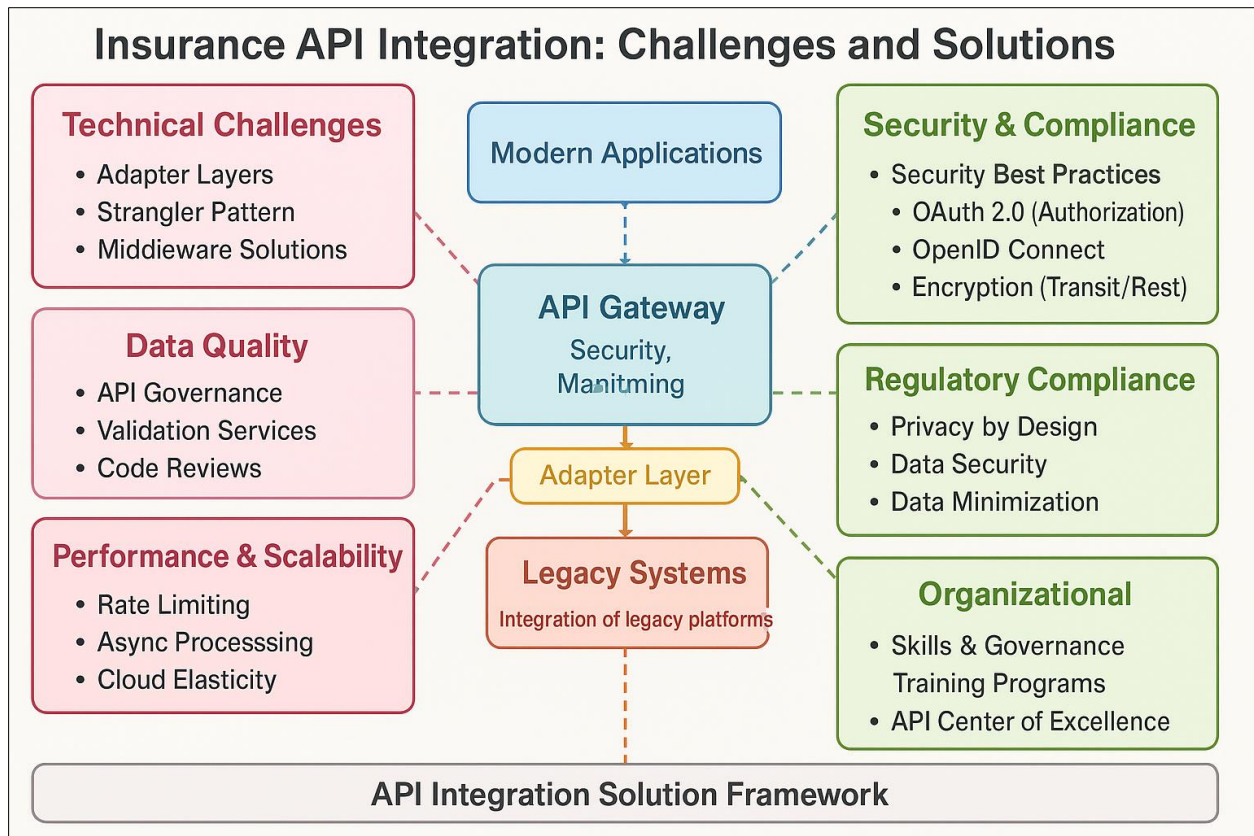 Insurance API Integration: Challenges and Solutions
Technical Challenges
• Adapter Layers
• Strangler Pattern
• Middleware Solutions
Data Quality
• API Governance
• Validation Services
• Code Reviews
Performance & Scalability
• Rate Limiting
• Async Processsing
• Cloud Elasticity
Modern Applications
API Gateway
Security,
Manitming
Adapter Layer
Legacy Systems
Integration of legacy platforms
Security & Compliance
• Security Best Practices
• OAuth 2.0 (Authorization)
• OpenID Connect
• Encryption (Transit/Rest)
Regulatory Compliance
• Privacy by Design
• Data Security
• Data Minimization
Organizational
• Skills & Governance
Training Programs
• API Center of Excellence
API Integration Solution Framework